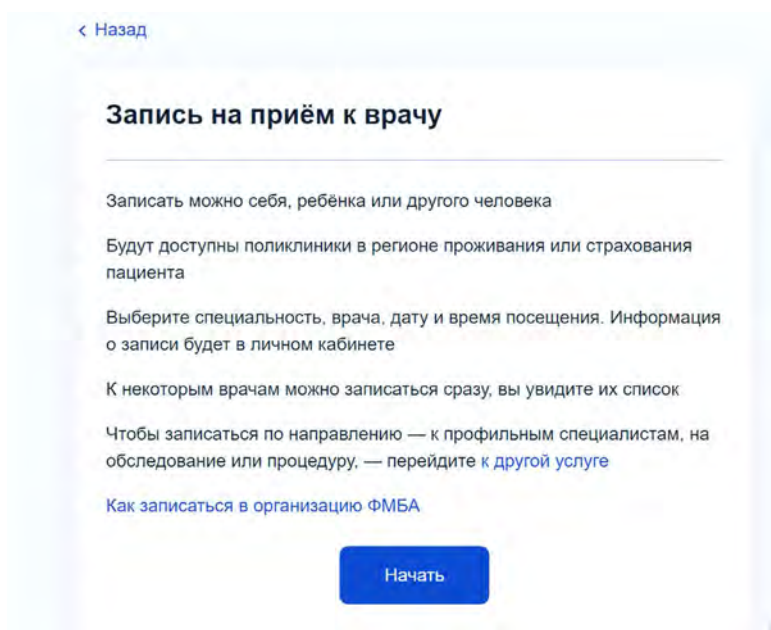 Назад
Запись на приём к врачу
Записать можно себя, ребёнка или другого человека
Будут доступны поликлиники в регионе проживания или страхования
пациента
Выберите специальность, врача, дату и время посещения. Информация
о записи будет в личном кабинете
К некоторым врачам можно записаться сразу, вы увидите их список
Чтобы записаться по направлению — к профильным специалистам, на
обследование или процедуру, — перейдите к другой услуге
Как записаться в организацию ФМБА
Начать